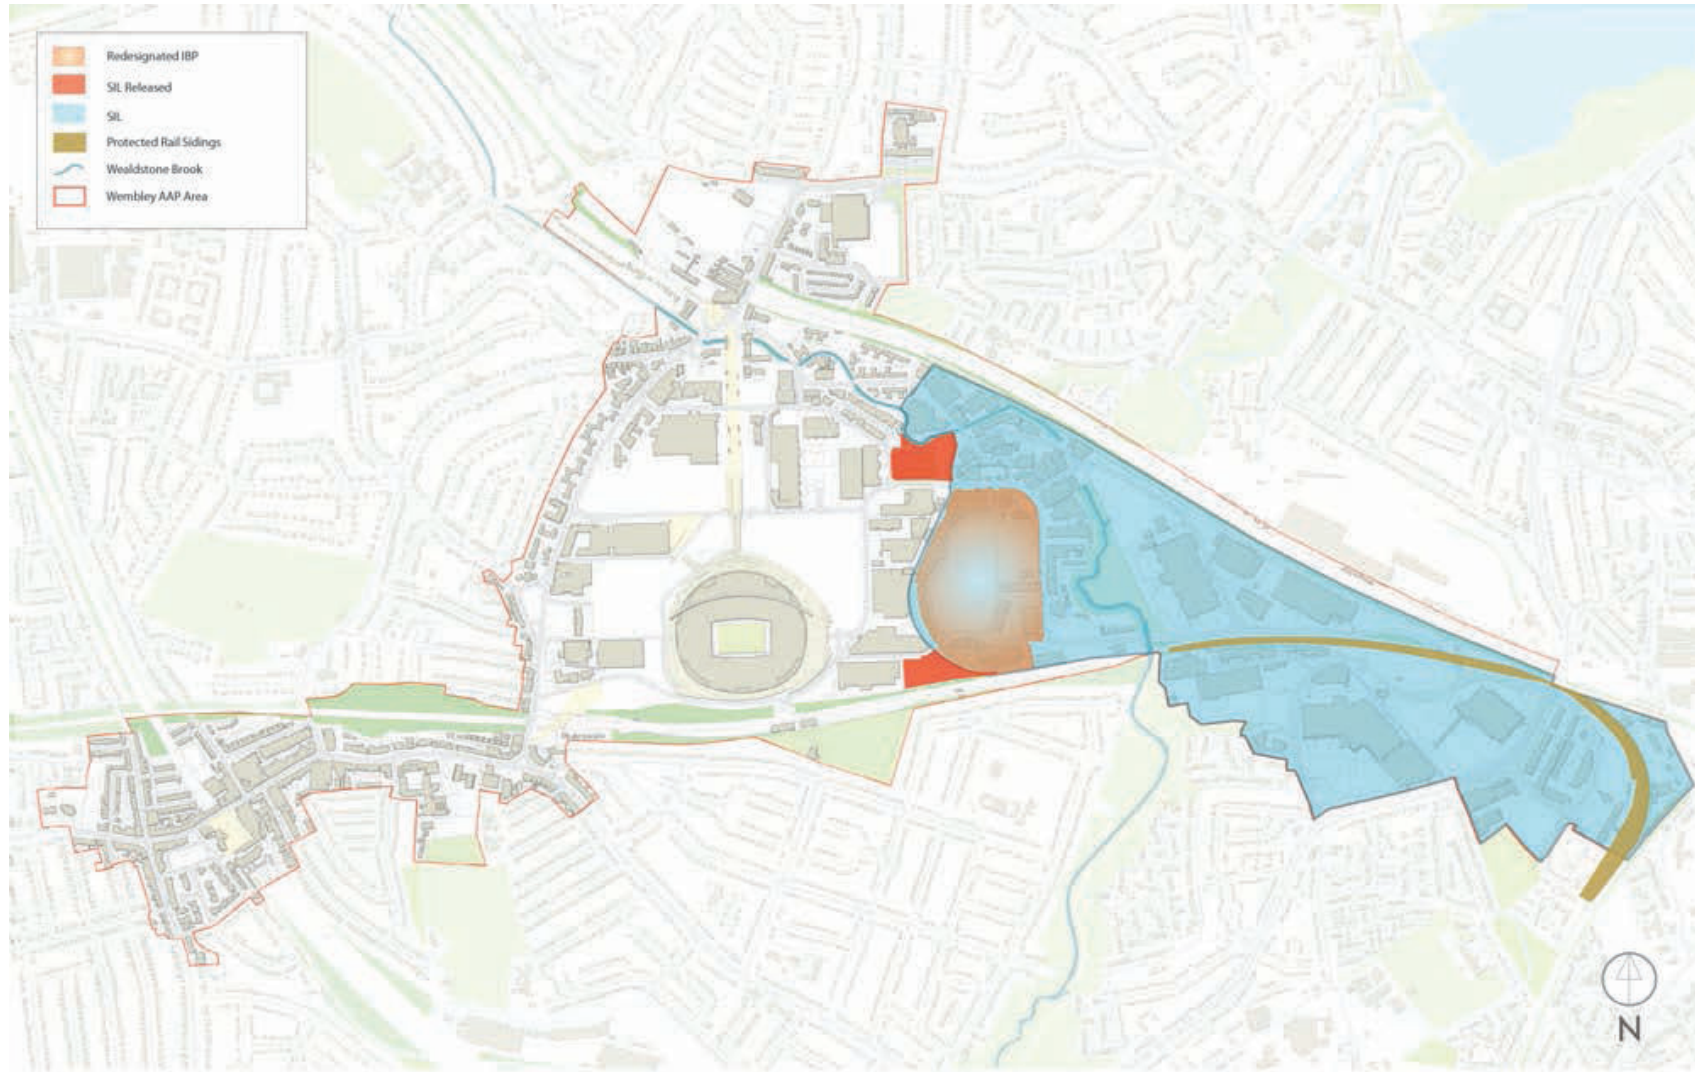 Redesignated IBP
SIL Released
SIL
Protected Rail Sidings
Wealdstone Brook
Wembley AAP Area
N